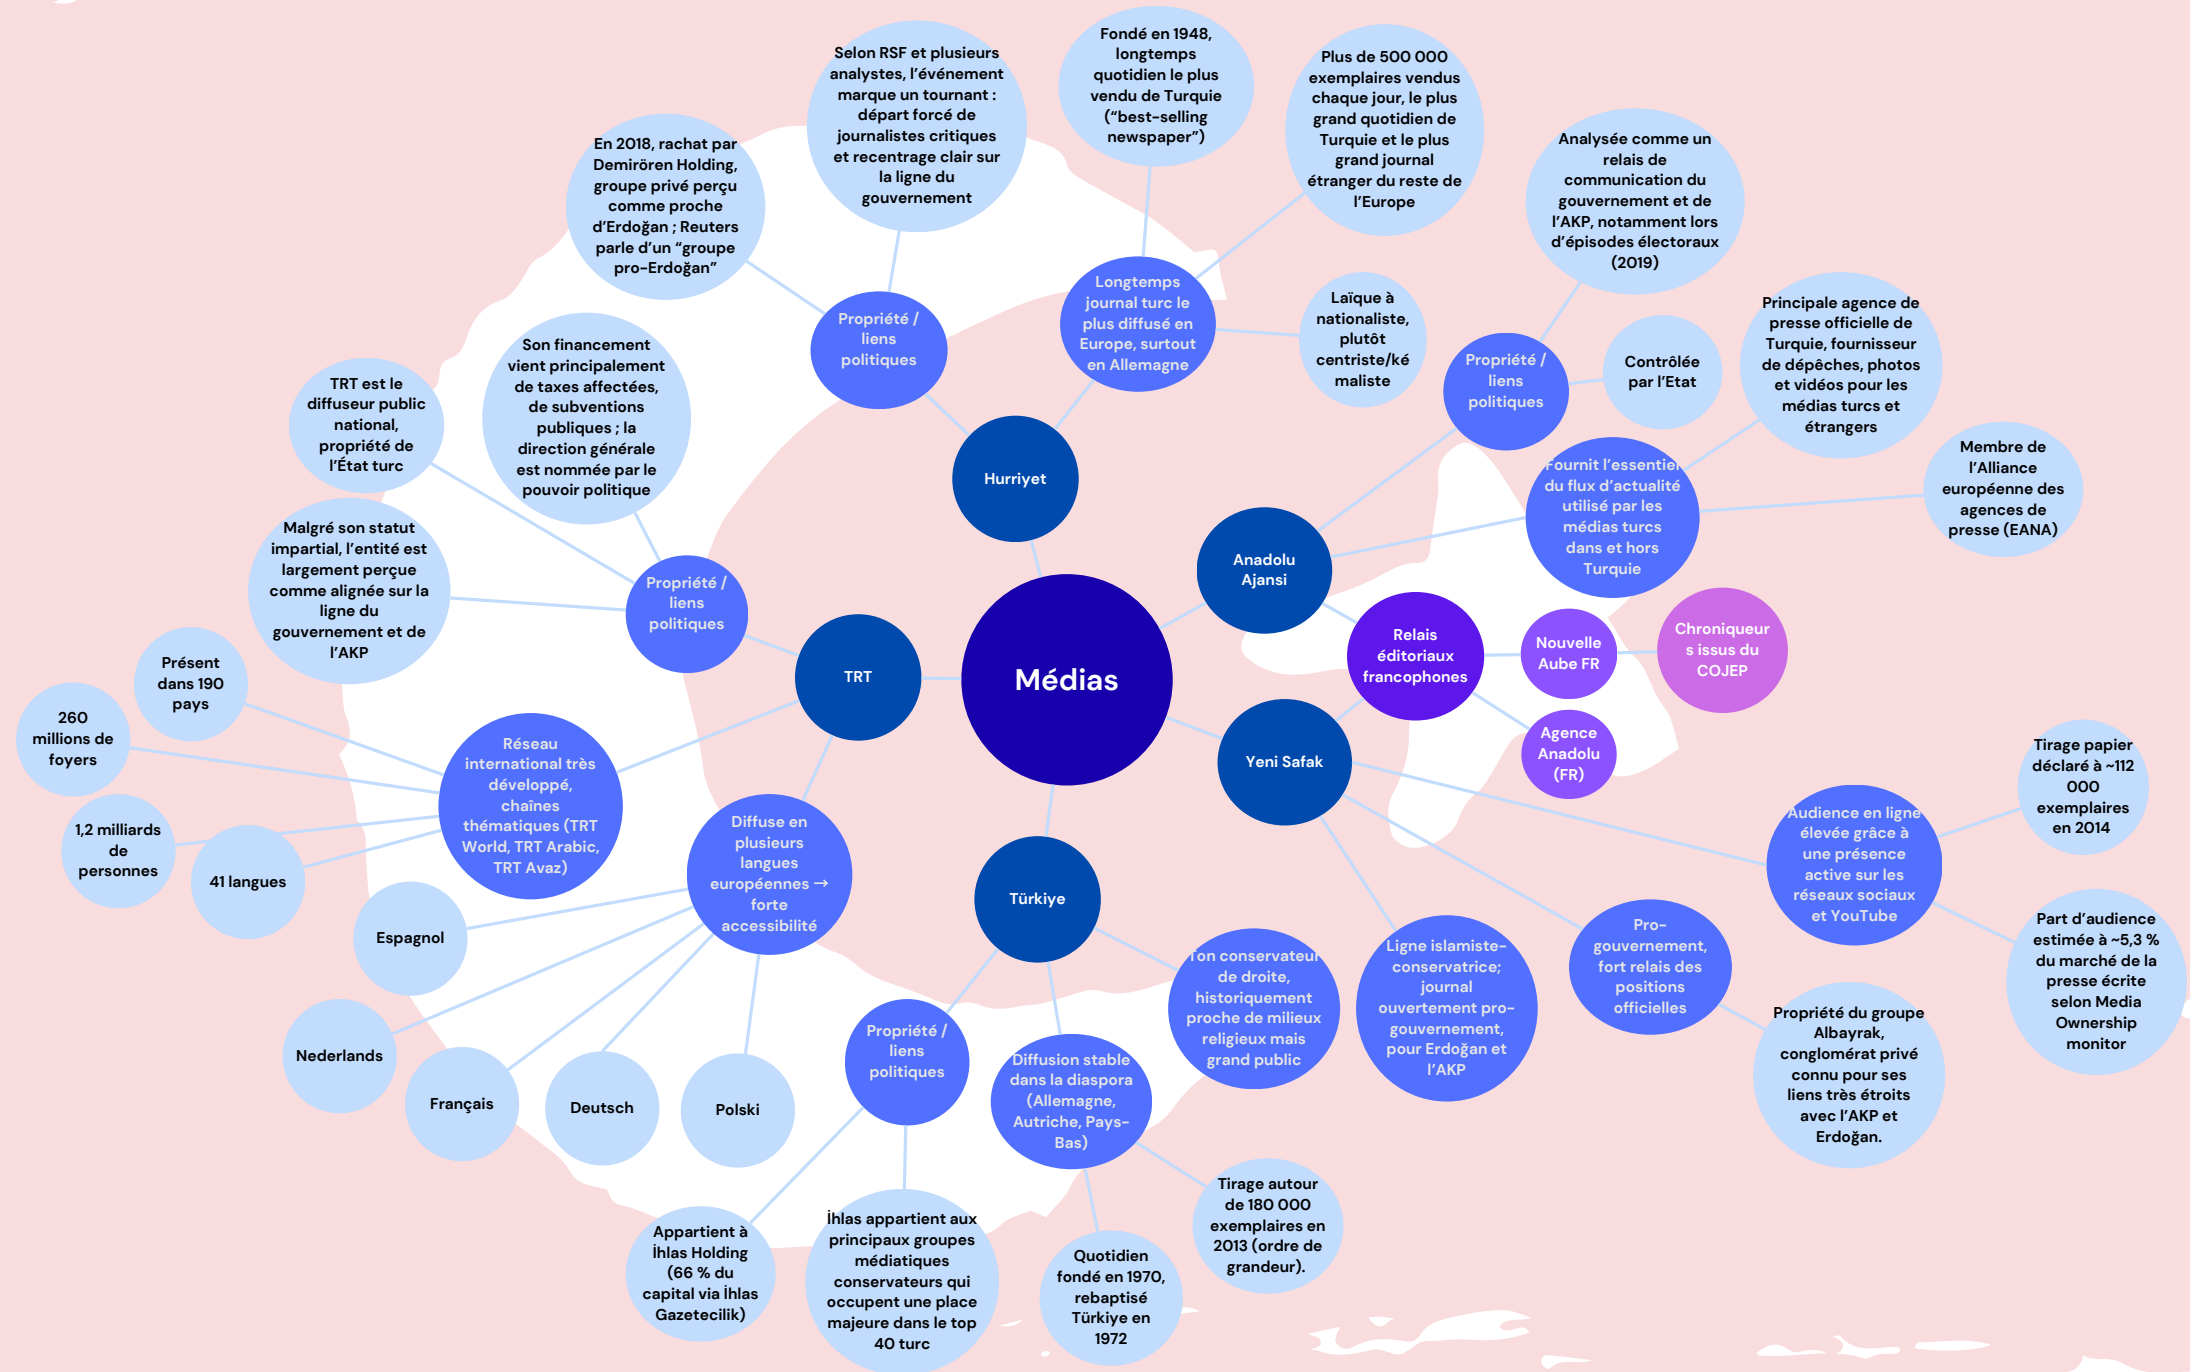 Médias
Hurriyet
Propriété /
liens
politiques
En 2018, rachat par
Demirören Holding,
groupe privé perçu
comme proche
d'Erdoğan ; Reuters
parle d'un “groupe
pro-Erdoğan”
Selon RSF et plusieurs
analystes, l'événement
marque un tournant :
départ forcé de
journalistes critiques
et recentrage clair sur
la ligne du
gouvernement
Longtemps
journal turc le
plus diffusé en
Europe, surtout
en Allemagne
Fondé en 1948,
longtemps
quotidien le plus
vendu de Turquie
(“best-selling
newspaper”)
Plus de 500 000
exemplaires vendus
chaque jour, le plus
grand quotidien de
Turquie et le plus
grand journal
étranger du reste de
l'Europe
Laïque à
nationaliste,
plutôt
centriste/ké
maliste
Anadolu
Ajansi
Propriété /
liens
politiques
Analysée comme un
relais de
communication du
gouvernement et de
l'AKP, notamment lors
d'épisodes électoraux
(2019)
Contrôlée
par l'Etat
Fournit l'essentiel
du flux d'actualité
utilisé par les
médias turcs
dans et hors
Turquie
Principale agence de
presse officielle de
Turquie, fournisseur
de dépêches, photos
et vidéos pour les
médias turcs et
étrangers
Membre de
l'Alliance
européenne des
agences de
presse (EANA)
Relais
éditoriaux
francophones
Nouvelle
Aube FR
Chroniqueur
s issus du
COJEP
Agence
Anadolu
(FR)
Yeni Safak
Audience en ligne
élevée grâce à
une présence
active sur les
réseaux sociaux
et YouTube
Tirage papier
déclaré à ~112
000
exemplaires
en 2014
Part d'audience
estimée à ~5,3 %
du marché de la
presse écrite
selon Media
Ownership
monitor
Pro-
gouvernement,
fort relais des
positions
officielles
Propriété du groupe
Albayrak,
conglomérat privé
connu pour ses
liens très étroits
avec l'AKP et
Erdoğan.
Ligne islamiste-
conservatrice;
journal
ouvertement pro-
gouvernement,
pour Erdoğan et
l'AKP
Türkiye
Ton conservateur
de droite,
historiquement
proche de milieux
religieux mais
grand public
Diffusion stable
dans la diaspora
(Allemagne,
Autriche, Pays-
Bas)
Tirage autour
de 180 000
exemplaires en
2013 (ordre de
grandeur).
Quotidien
fondé en 1970,
rebaptisé
Türkiye en
1972
Propriété /
liens
politiques
Appartient à
İhlas Holding
(66 % du
capital via İhlas
Gazetecilik)
İhlas appartient aux
principaux groupes
médiatiques
conservateurs qui
occupent une place
majeure dans le top
40 turc
TRT
Propriété /
liens
politiques
Son financement
vient principalement
de taxes affectées,
de subventions
publiques ; la
direction générale
est nommée par le
pouvoir politique
TRT est le
diffuseur public
national,
propriété de
l'État turc
Malgré son statut
impartial, l'entité est
largement perçue
comme alignée sur la
ligne du
gouvernement et de
l'AKP
Réseau
international très
développé,
chaînes
thématiques (TRT
World, TRT Arabic,
TRT Avaz)
Présent
dans 190
pays
260
millions de
foyers
1,2 milliards
de
personnes
41 langues
Diffuse en
plusieurs
langues
européennes →
forte
accessibilité
Espagnol
Nederlands
Français
Deutsch
Polski